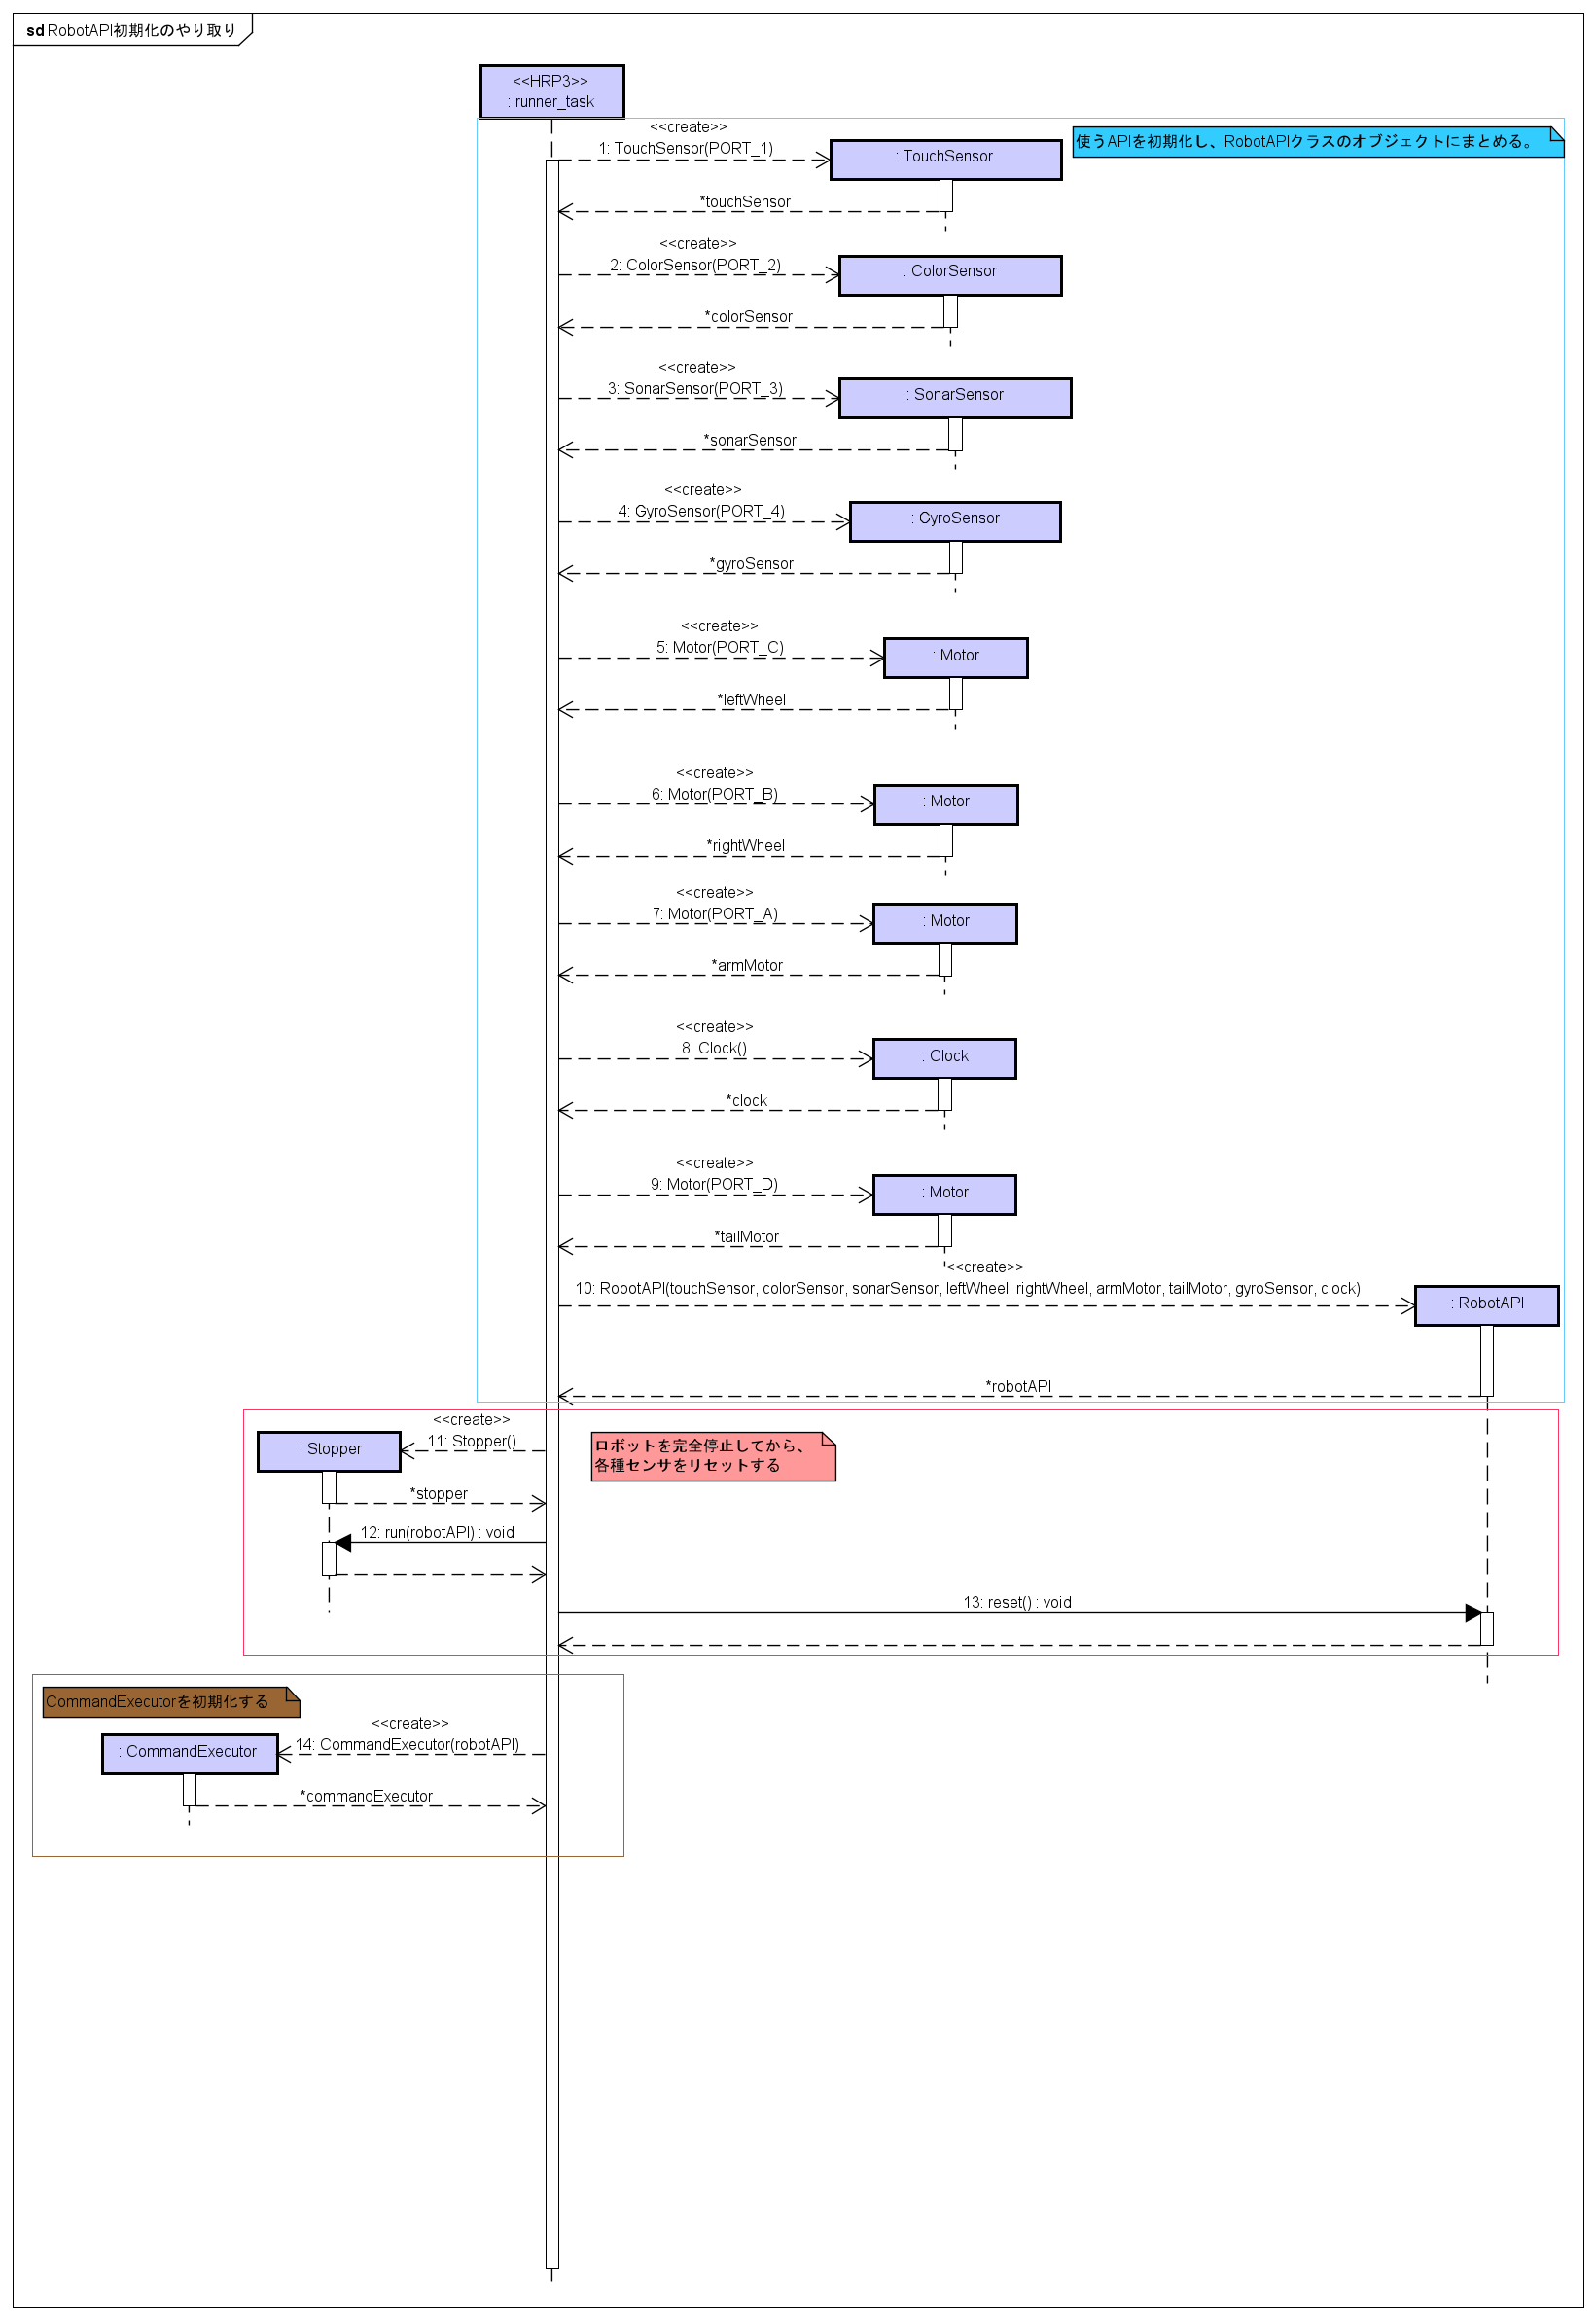 sd RobotAPI初期化のやり取り
<<HRP3>>
: runner_task
<<create>>
1: TouchSensor(PORT_1)
: TouchSensor
使うAPIを初期化し、RobotAPIクラスのオブジェクトにまとめる。
*touchSensor
<<create>>
2: ColorSensor(PORT_2)
: ColorSensor
*colorSensor
<<create>>
3: SonarSensor(PORT_3)
: SonarSensor
*sonarSensor
<<create>>
4: GyroSensor(PORT_4)
: GyroSensor
*gyroSensor
<<create>>
5: Motor(PORT_C)
: Motor
*leftWheel
<<create>>
6: Motor(PORT_B)
: Motor
*rightWheel
<<create>>
7: Motor(PORT_A)
: Motor
*armMotor
<<create>>
8: Clock()
: Clock
*clock
<<create>>
9: Motor(PORT_D)
: Motor
*tailMotor
<<create>>
10: RobotAPI(touchSensor, colorSensor, sonarSensor, leftWheel, rightWheel, armMotor, tailMotor, gyroSensor, clock)
: RobotAPI
*robotAPI
<<create>>
11: Stopper()
: Stopper
ロボットを完全停止してから、
各種センサをリセットする
*stopper
12: run(robotAPI) : void
13: reset() : void
CommandExecutorを初期化する
<<create>>
14: CommandExecutor(robotAPI)
: CommandExecutor
*commandExecutor